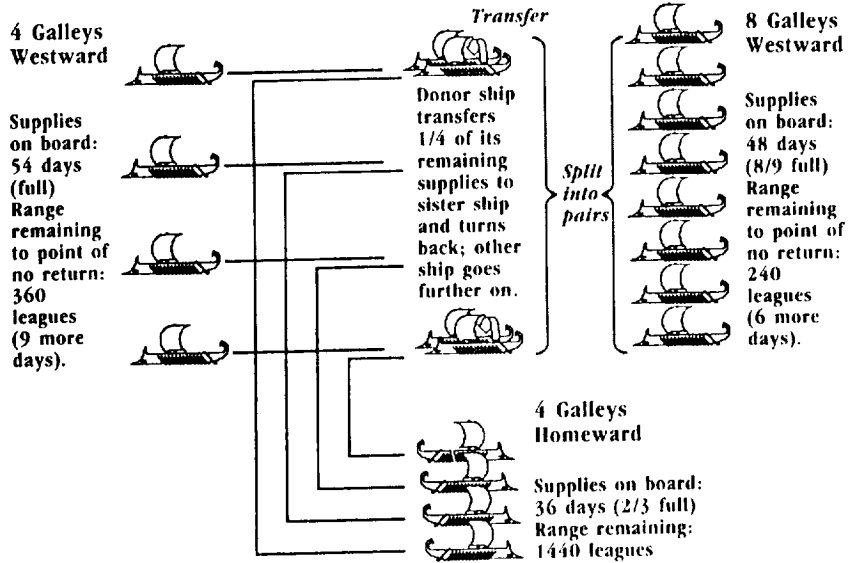 4 Galleys
Westward
Supplies
on board:
54 days
(full)
Range
remaining
to point of
no return:
360
leagues
(9 more
days).
Transfer
Donor ship
transfers
1/4 of its
remaining
supplies to
sister ship
and turns
back; other
ship goes
further on.
Split
into
pairs
8 Galleys
Westward
Supplies
on board:
48 days
(8/9 full)
Range
remaining
to point of
no return:
240
leagues
(6 more
days).
4 Galleys
Homeward
Supplies on board:
36 days (2/3 full)
Range remaining:
1440 leagues